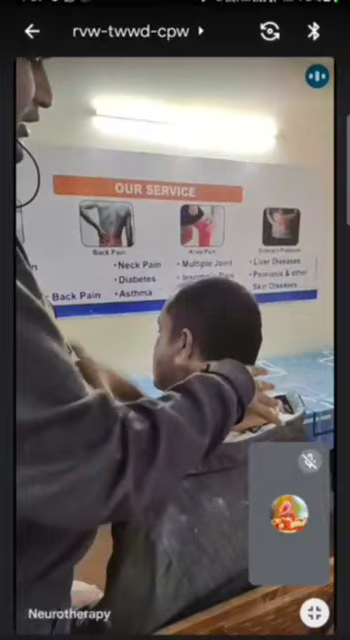 rvw-twwd-cpw
OUR SERVICE
Back Pain
Knee Pain
• Neck Pain
• Multiple Joint
• Liver Diseases
• Diabetes
• Psoriasis & other
• Back Pain
• Asthma
Skin Diseases
Neurotherapy